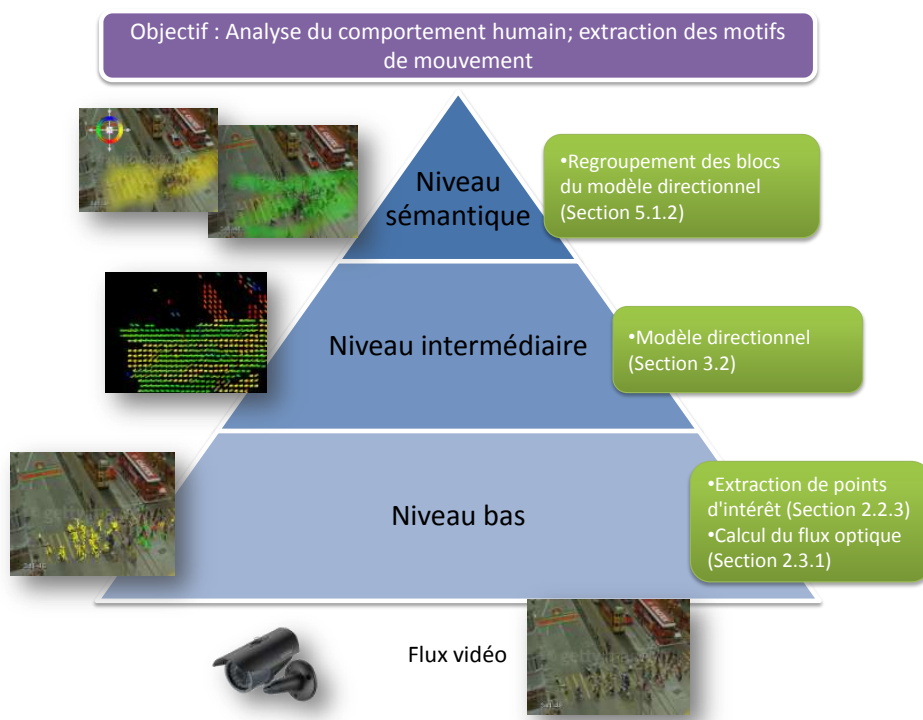 Objectif : Analyse du comportement humain; extraction des motifs
de mouvement
Niveau
sémantique
•Regroupement des blocs
du modèle directionnel
(Section 5.1.2)
Niveau intermédiaire
•Modèle directionnel
(Section 3.2)
Niveau bas
•Extraction de points
d'intérêt (Section 2.2.3)
•Calcul du flux optique
(Section 2.3.1)
Flux vidéo